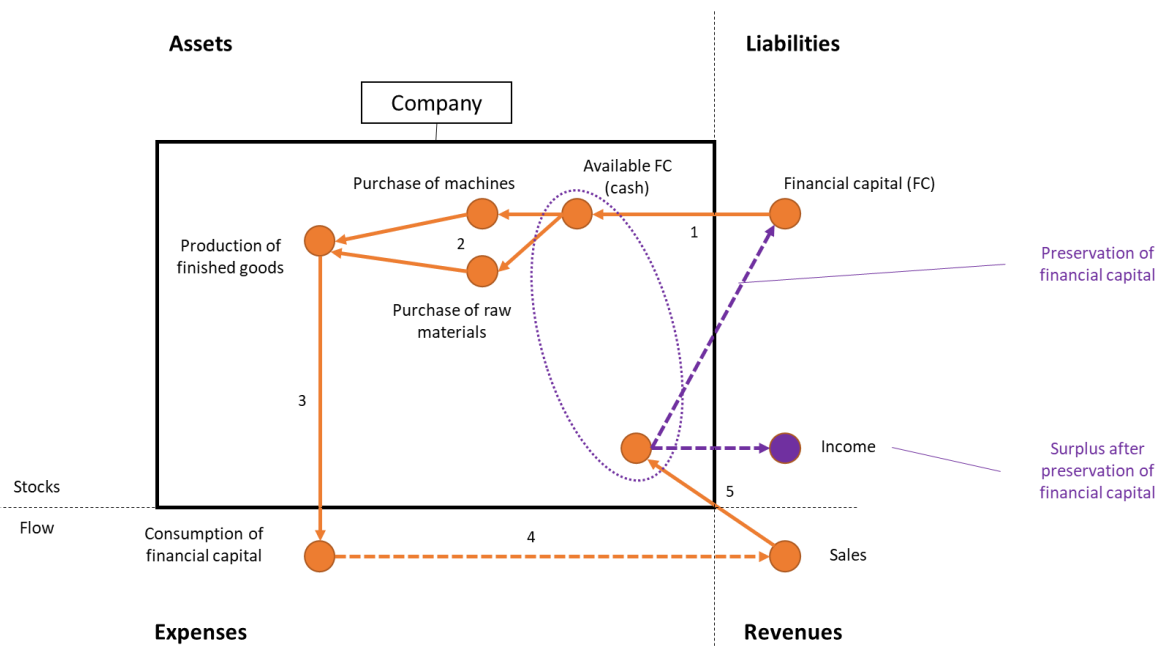 Assets
Liabilities
Company
Available FC
(cash)
Purchase of machines
Financial capital (FC)
1
2
Production of
finished goods
Preservation of
financial capital
Purchase of raw
materials
3
Income
Surplus after
preservation of
financial capital
Stocks
5
Flow
Consumption of
financial capital
4
Sales
Expenses
Revenues